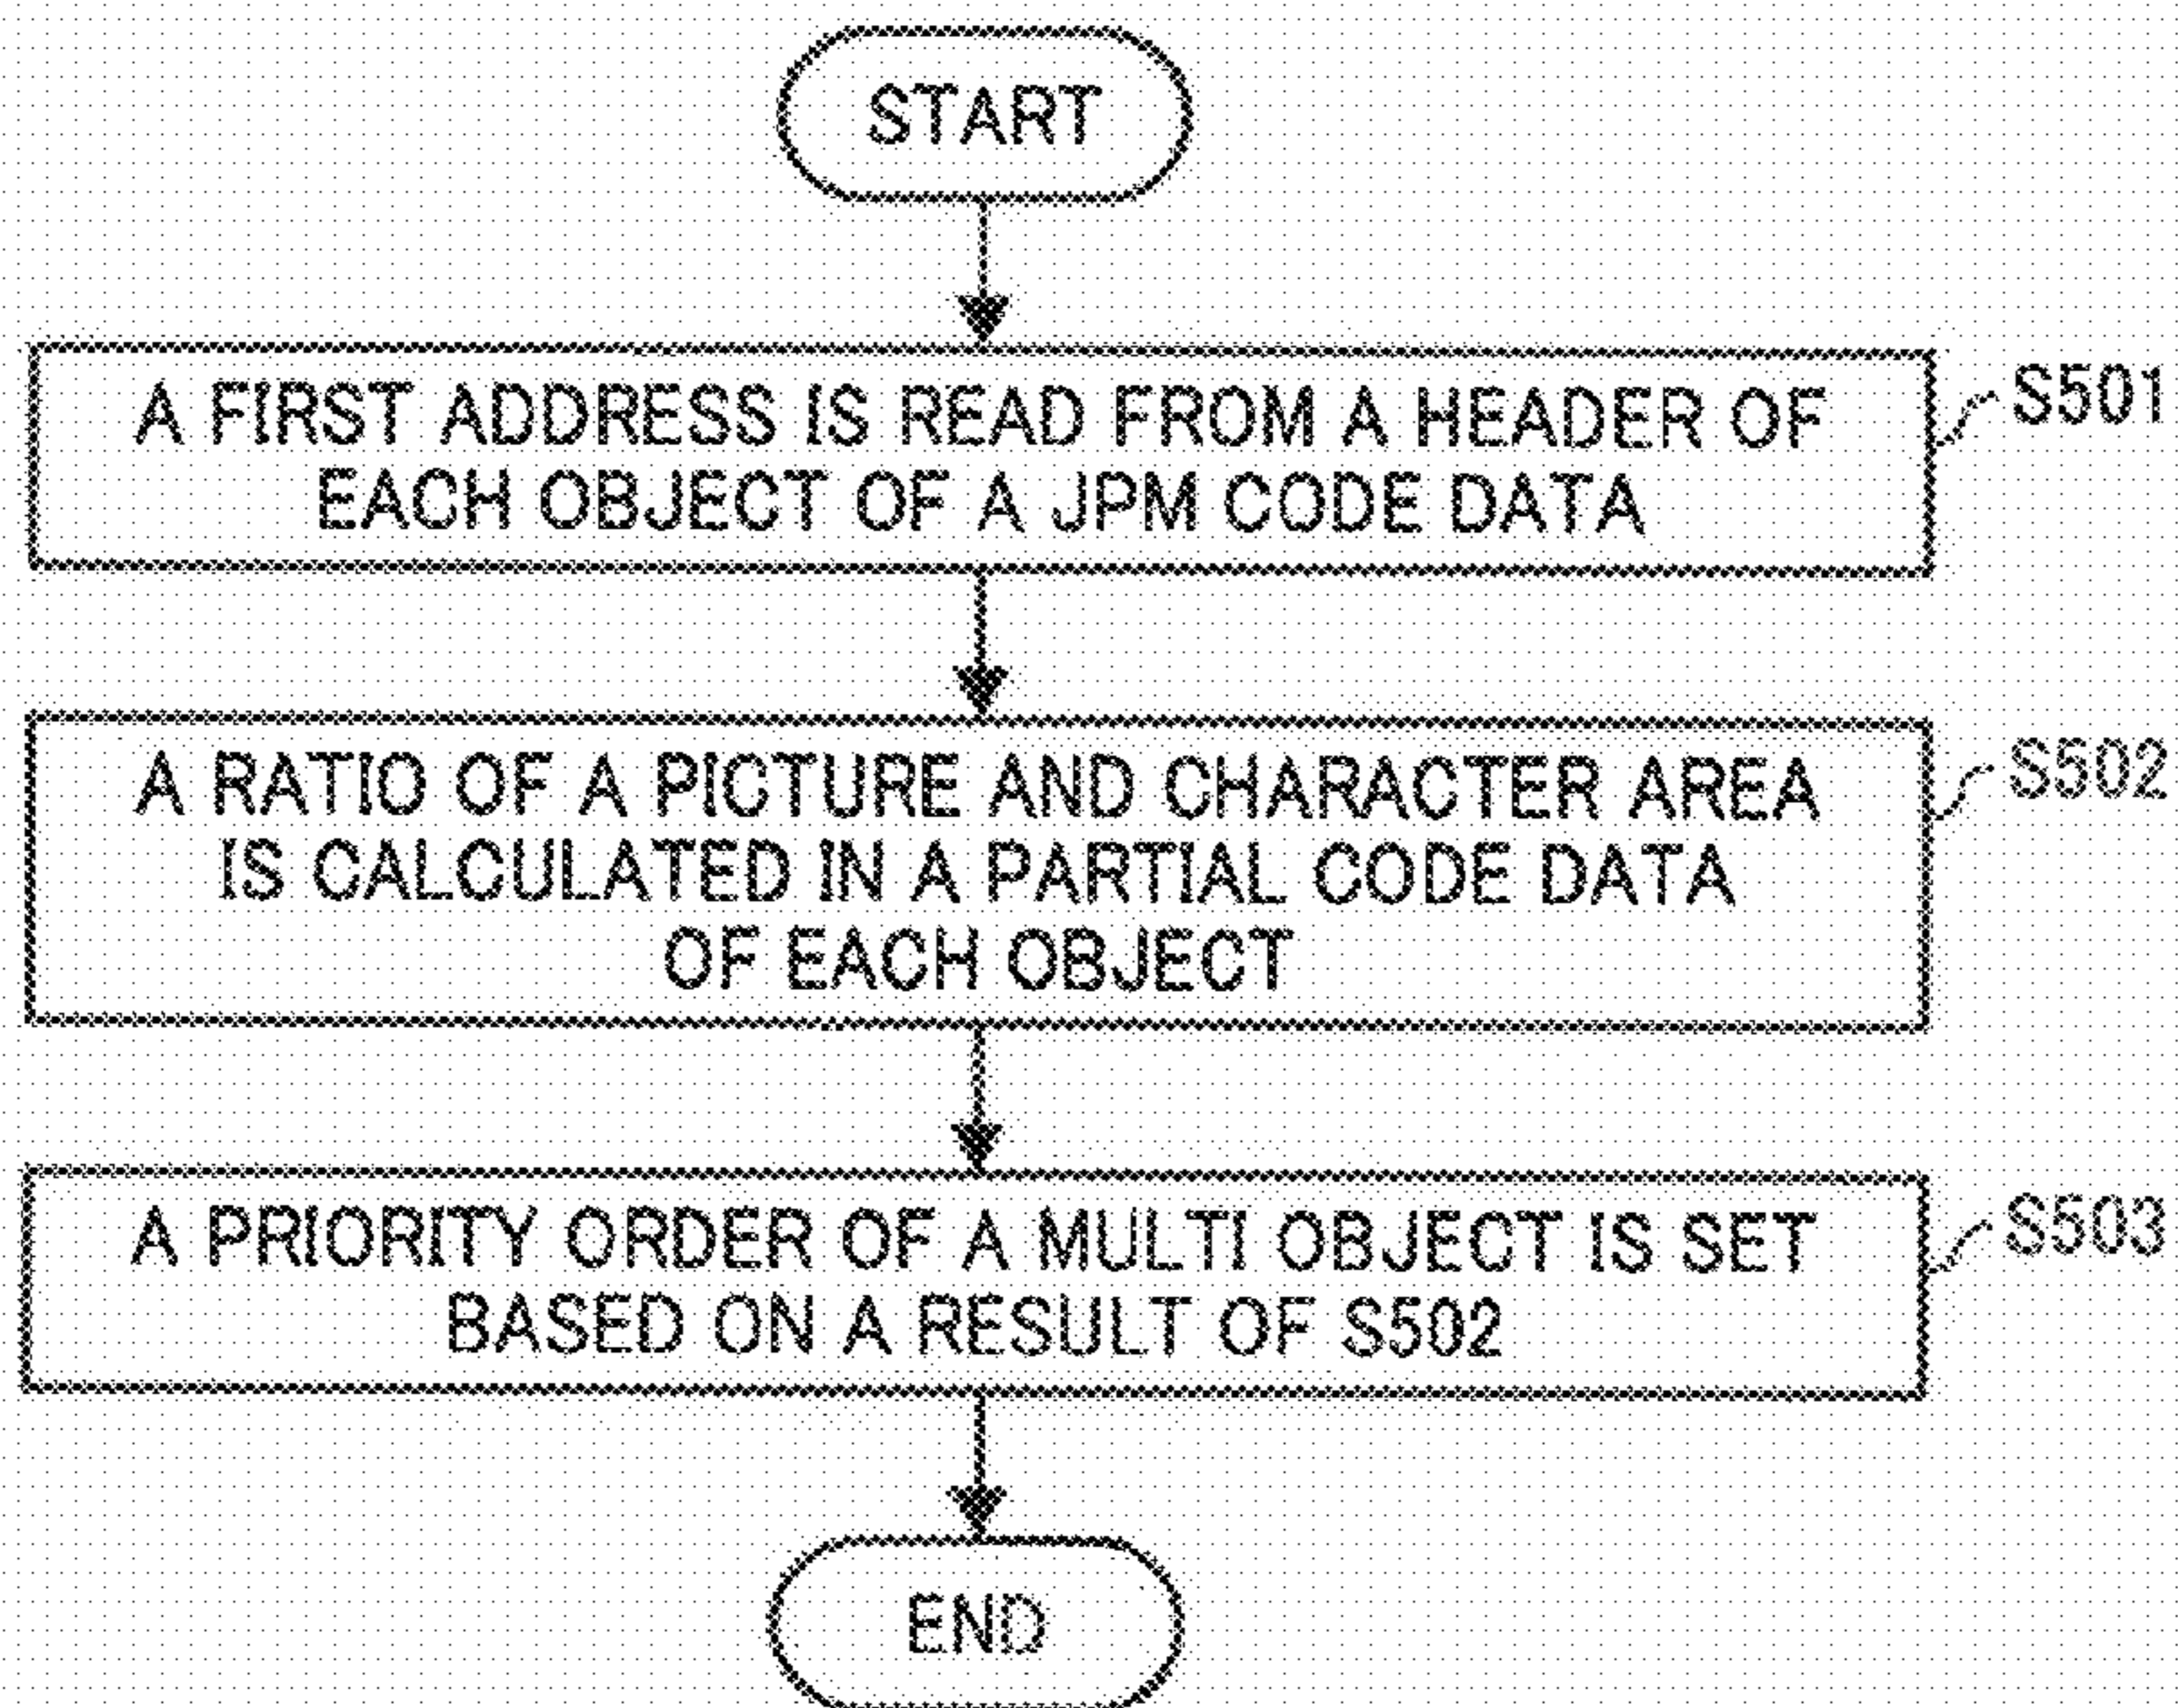 START
A FIRST ADDRESS IS READ FROM A HEADER OF
EACH OBJECT OF A JPM CODE DATA
S501
A RATIO OF A PICTURE AND CHARACTER AREA
IS CALCULATED IN A PARTIAL CODE DATA
OF EACH OBJECT
S502
A PRIORITY ORDER OF A MULTI OBJECT IS SET
BASED ON A RESULT OF S502
S503
END